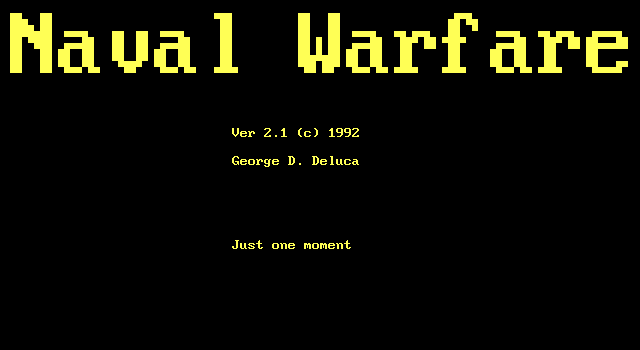 Naval Warfare
Ver 2.1 (c) 1992
George D. Deluca
Just one moment